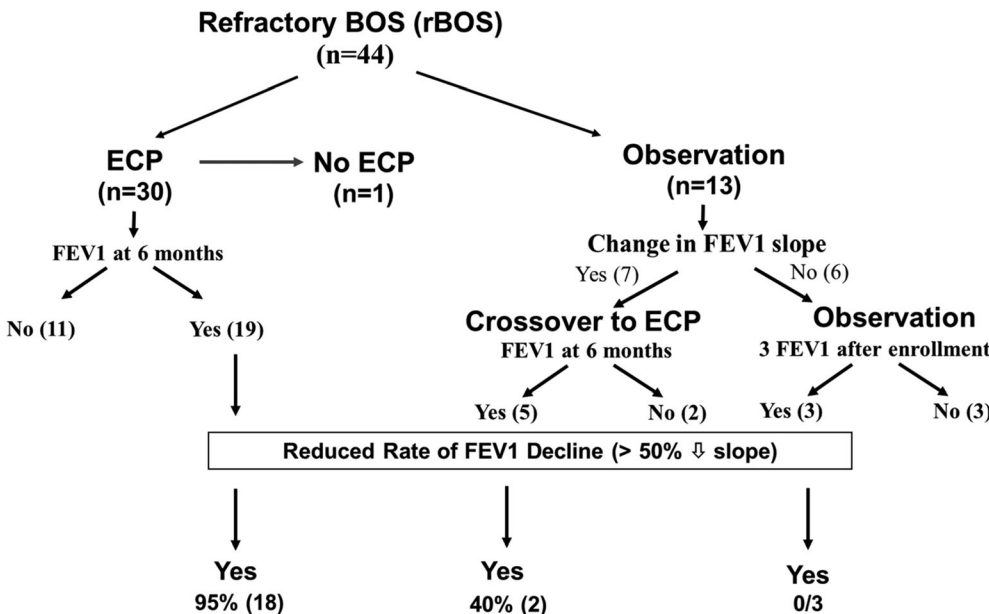 Refractory BOS (rBOS)
(n=44)
ECP
(n=30)
No ECP
(n=1)
Observation
(n=13)
FEV1 at 6 months
Change in FEV1 slope
Yes (7)
No (6)
No (11)
Yes (19)
Crossover to ECP
FEV1 at 6 months
Observation
3 FEV1 after enrollment
Yes (5)
No (2)
Yes (3)
No (3)
Reduced Rate of FEV1 Decline (> 50% ⇩ slope)
Yes
95% (18)
Yes
40% (2)
Yes
0/3